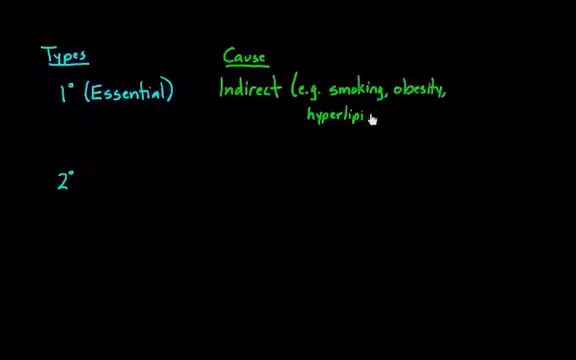 Types Cause
1° (Essential) Indirect (e.g. smoking, obesity,
hyperlipi
2°